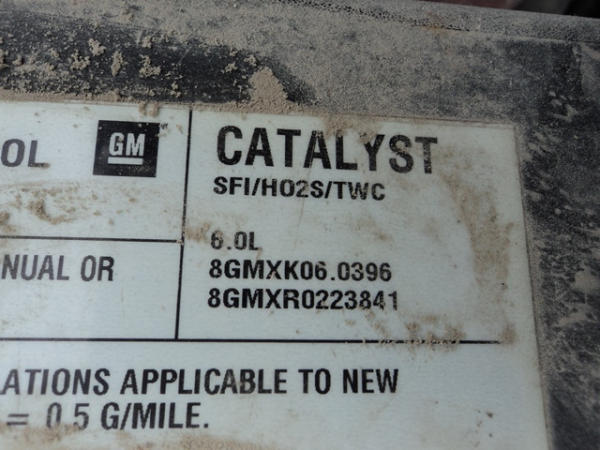 OL GM CATALYST
SFI/HO2S/TWC
6.0L
NUAL OR 8GMXK06.0396
8GMXR0223841
ATIONS APPLICABLE TO NEW
= 0.5 G/MILE.